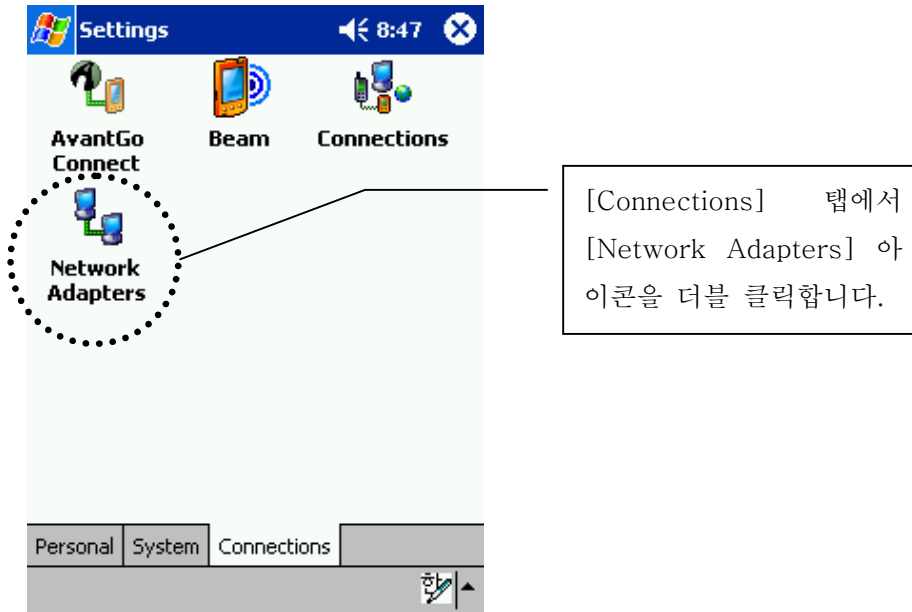 Settings 8:47
AvantGo Connect
Beam
Connections
Network Adapters
[Connections] 탭에서
[Network Adapters] 아
이콘을 더블 클릭합니다.
Personal System Connections
한